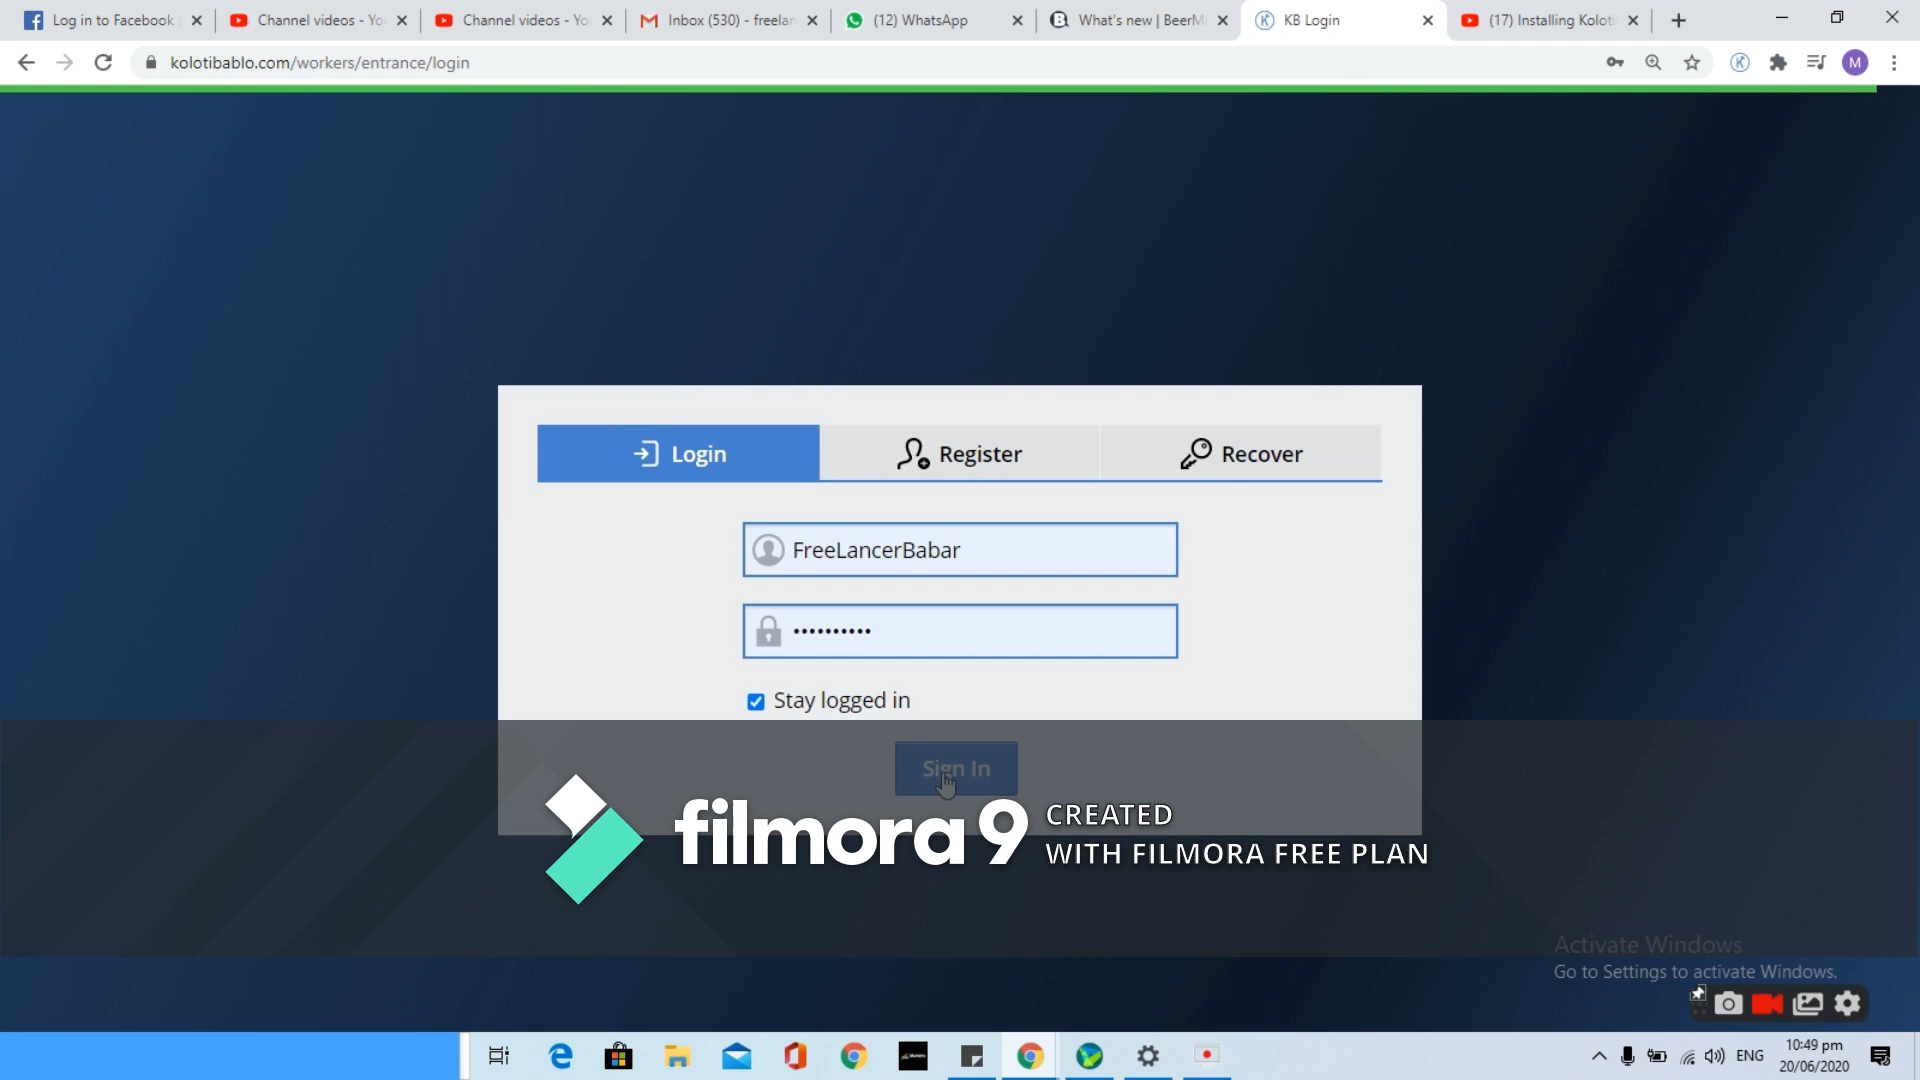 Log in to Facebook
Channel videos - Yo
Channel videos - Yo
Inbox (530) - freelan
(12) WhatsApp
What's new | BeerM
KB Login
(17) Installing Koloti
kolotibablo.com/workers/entrance/login
M
Login
Register
Recover
FreeLancerBabar
••••••••••
Stay logged in
Sign In
filmora 9
CREATED
WITH FILMORA FREE PLAN
Activate Windows
Go to Settings to activate Windows.
ENG
10:49 pm
20/06/2020